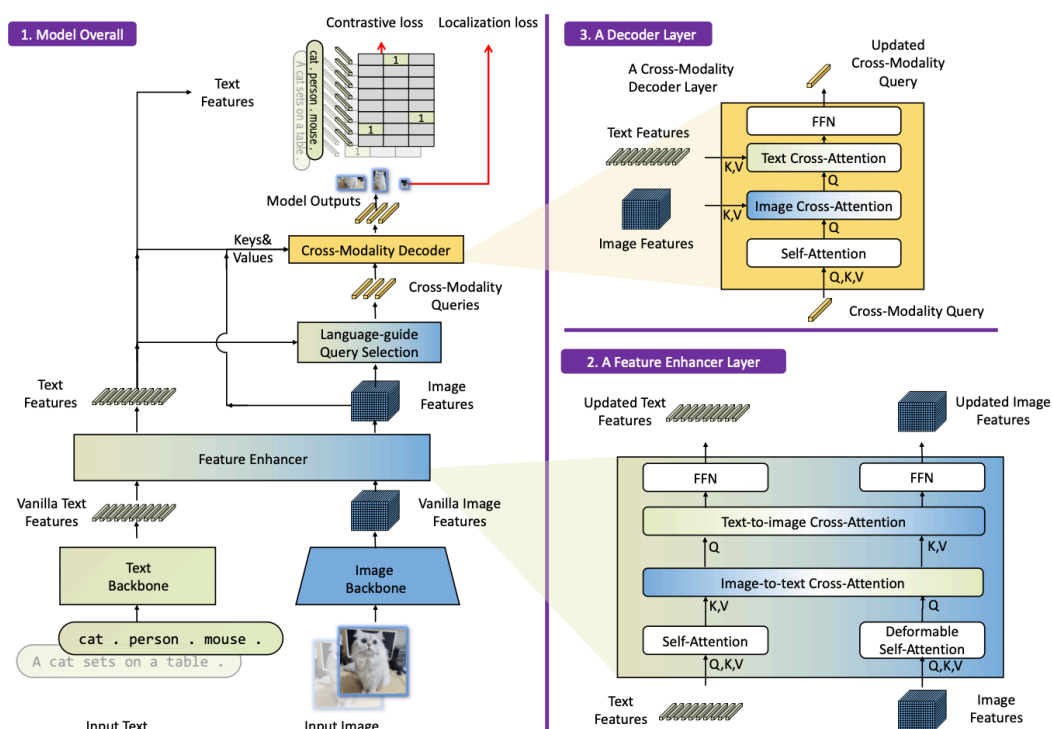 1. Model Overall
Contrastive loss
Localization loss
cat . person . mouse .
A cat sets on a table .
1
1
1
1
Text
Features
Model Outputs
Keys&
Values
Cross-Modality Decoder
Cross-Modality
Queries
Language-guide
Query Selection
Text
Features
Image
Features
Feature Enhancer
Vanilla Text
Features
Vanilla Image
Features
Text
Backbone
Image
Backbone
cat . person . mouse .
A cat sets on a table .
Input Text
Input Image
3. A Decoder Layer
Updated
Cross-Modality
Query
A Cross-Modality
Decoder Layer
FFN
Text Features
Text Cross-Attention
K,V
Q
Image Cross-Attention
K,V
Q
Image Features
Self-Attention
Q,K,V
Cross-Modality Query
2. A Feature Enhancer Layer
Updated Text
Features
Updated Image
Features
FFN
FFN
Text-to-image Cross-Attention
Q
K,V
Image-to-text Cross-Attention
K,V
Q
Self-Attention
Deformable
Self-Attention
Q,K,V
Q,K,V
Text
Features
Image
Features